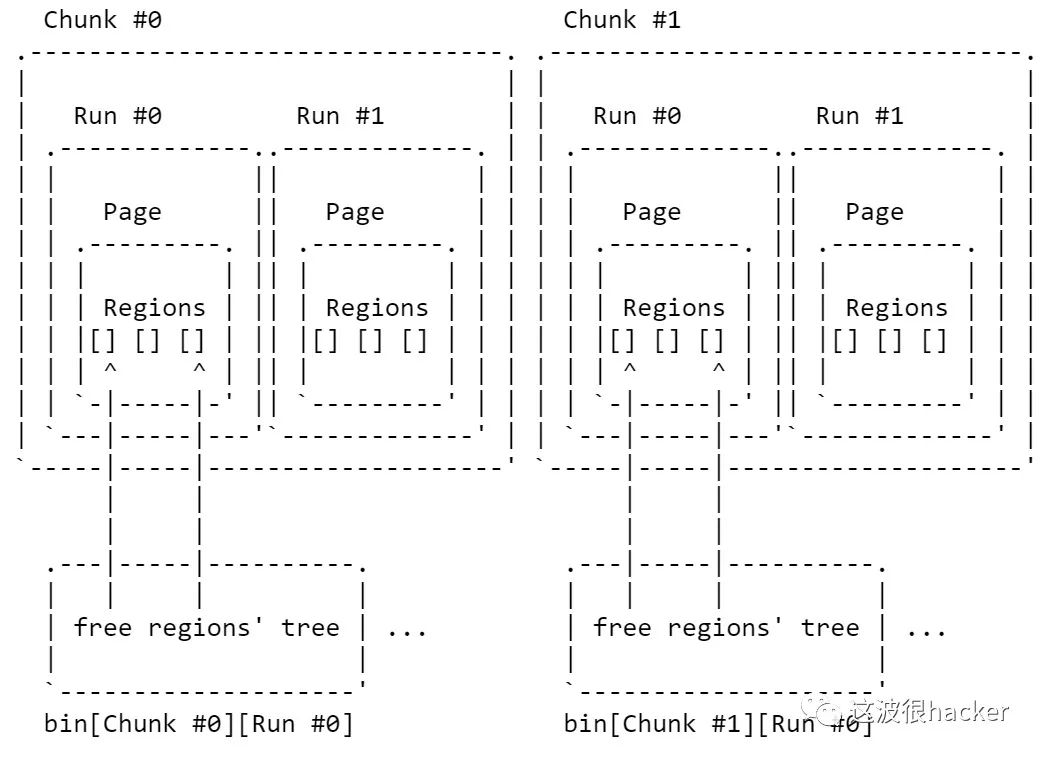 Chunk #0 Chunk #1
Run #0 Run #1 Run #0 Run #1
Page Page Page Page
Regions Regions Regions Regions
[] [] [] [] [] [] [] [] [] [] [] []
free regions' tree ... free regions' tree ...
bin[Chunk #0][Run #0] bin[Chunk #1][Run #0]
这波很hacker